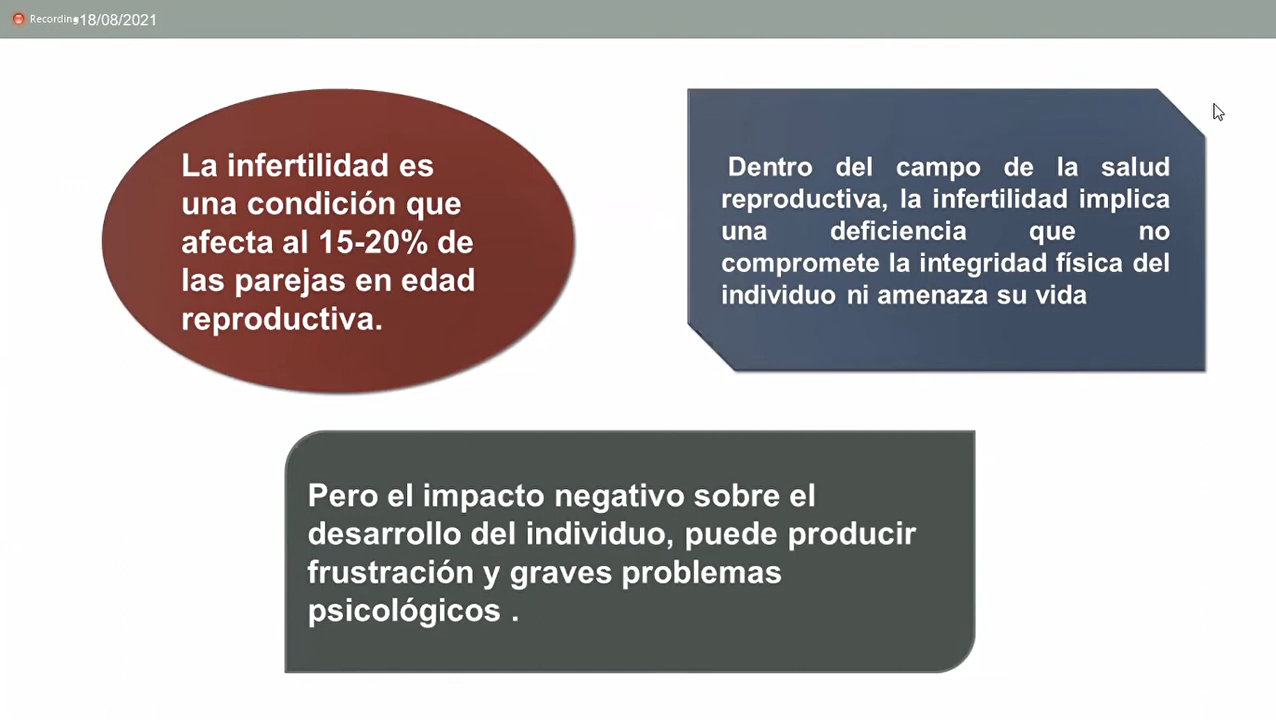 Recording
18/08/2021
La infertilidad es
una condición que
afecta al 15-20% de
las parejas en edad
reproductiva.
Dentro del campo de la salud
reproductiva, la infertilidad implica
una deficiencia que no
compromete la integridad física del
individuo ni amenaza su vida
Pero el impacto negativo sobre el
desarrollo del individuo, puede producir
frustración y graves problemas
psicológicos .